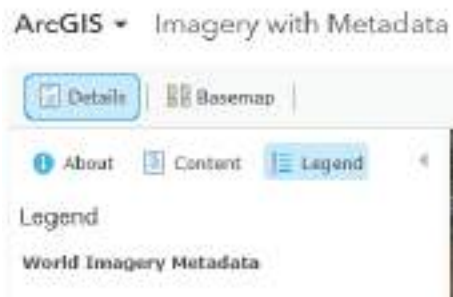 ArcGIS Imagery with Metadata
Details Basemap
About Content Legend
Legend
World Imagery Metadata